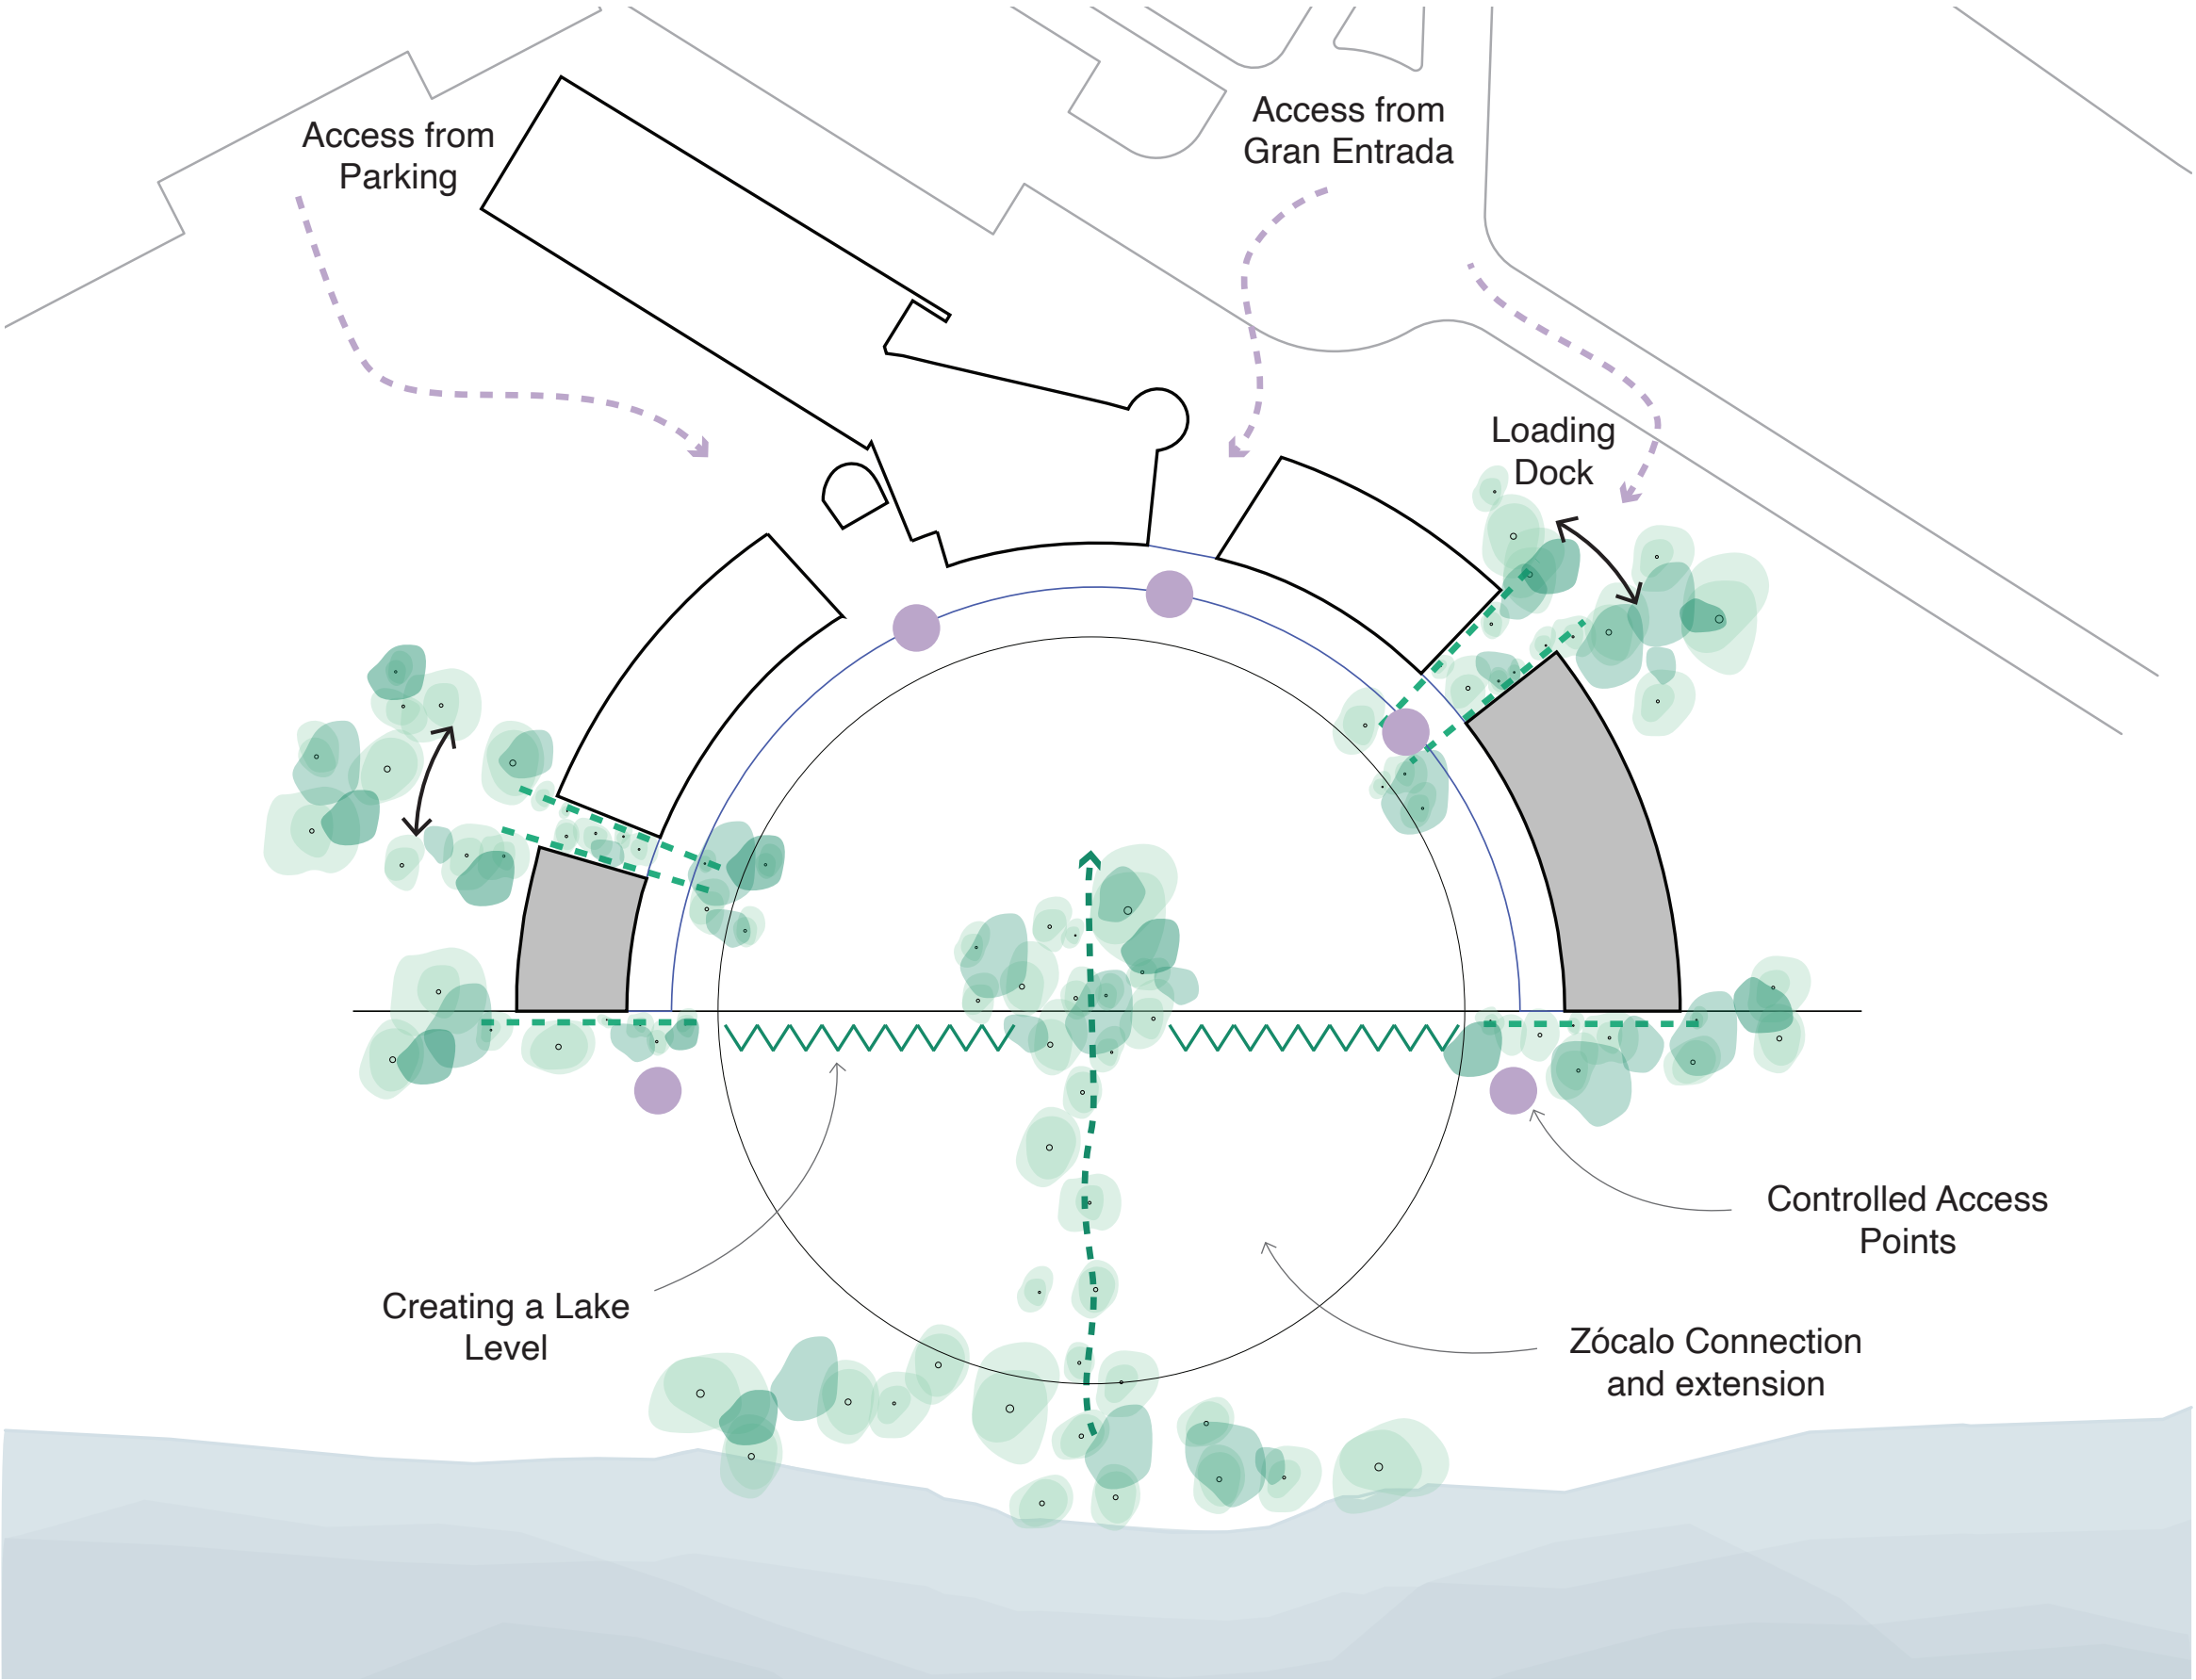 Access from
Parking
Access from
Gran Entrada
Loading
Dock
Controlled Access
Points
Creating a Lake
Level
Zócalo Connection
and extension